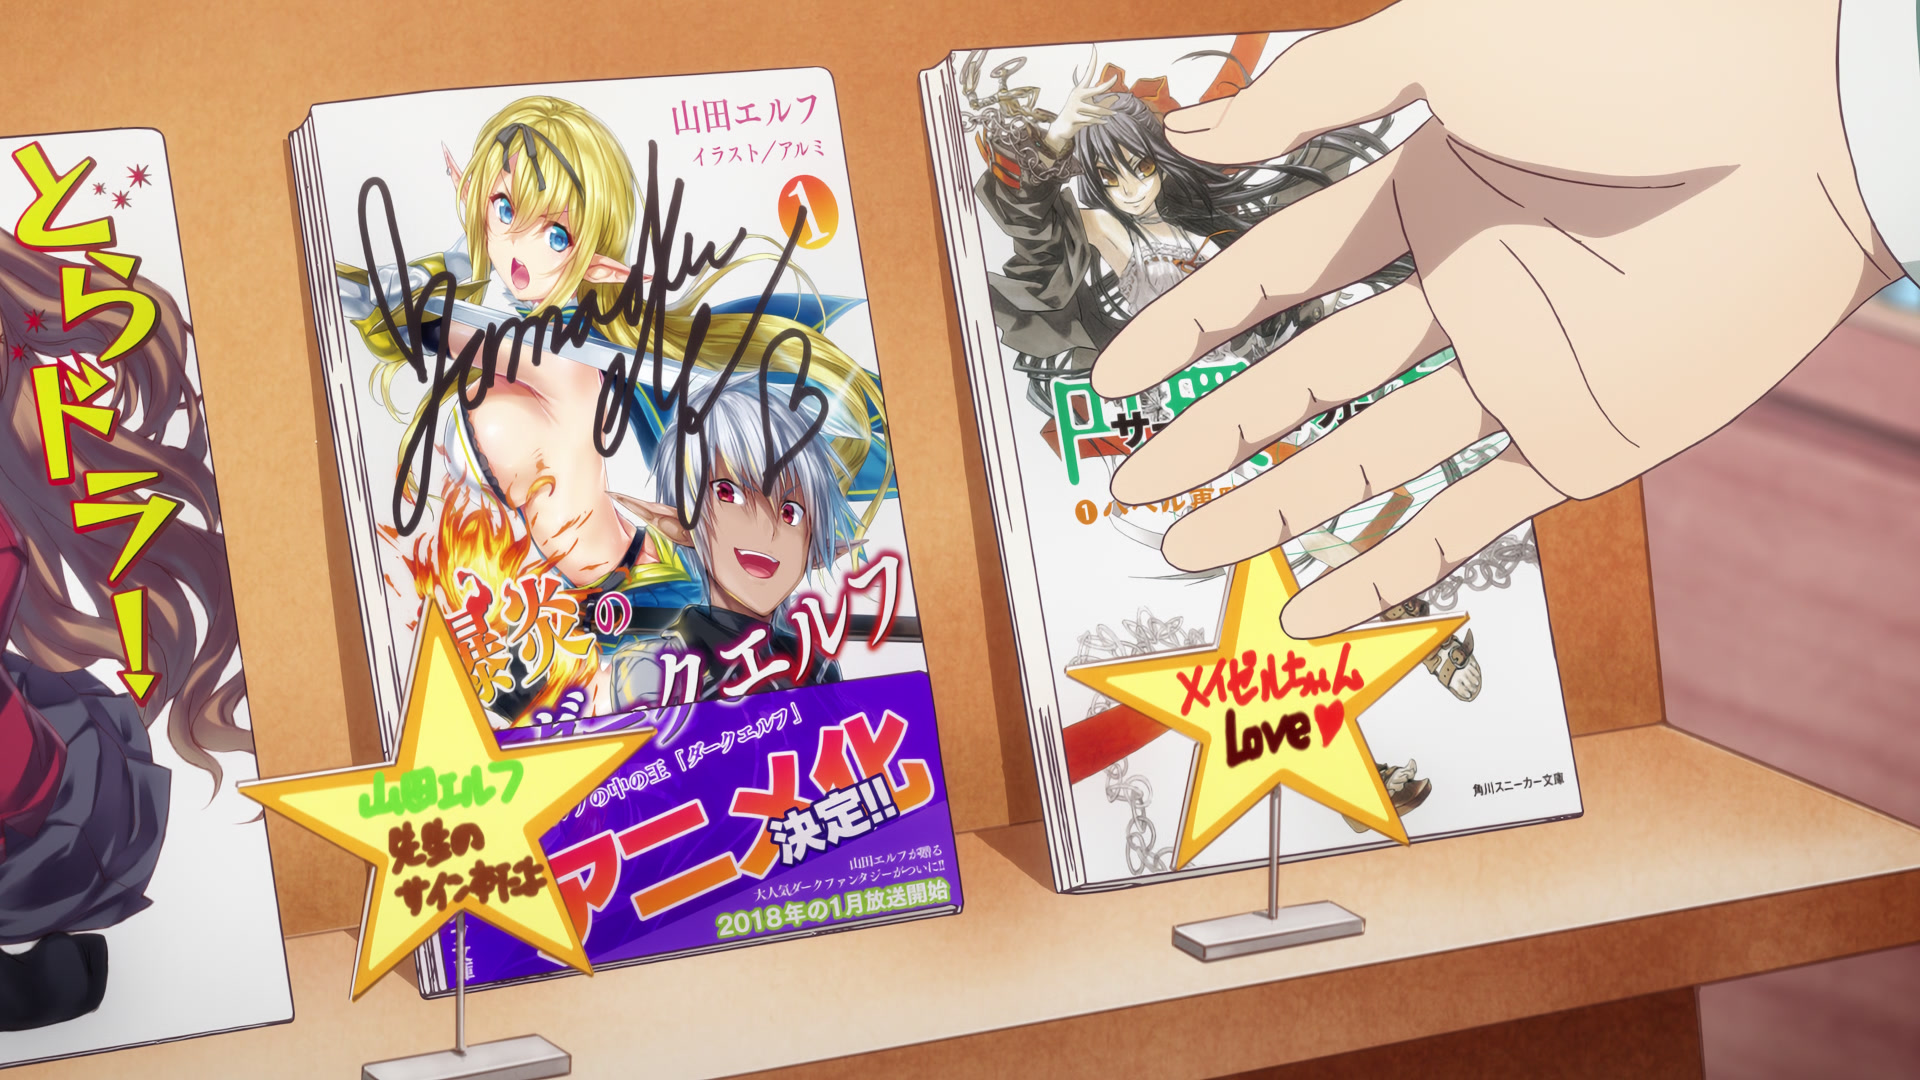 とらドラ!
山田エルフ
イラスト/アルミ
1
Yamada
爆炎の
ダークエルフ
の中の王「ダークエルフ」
アニメ化
決定!!
山田エルフが贈る
大人気ダークファンタジーがついに!!
2018年の1月放送開始
山田エルフ
先生の
サイン本だよ
サー
1
メイゼルちゃん
Love♥
角川スニーカー文庫